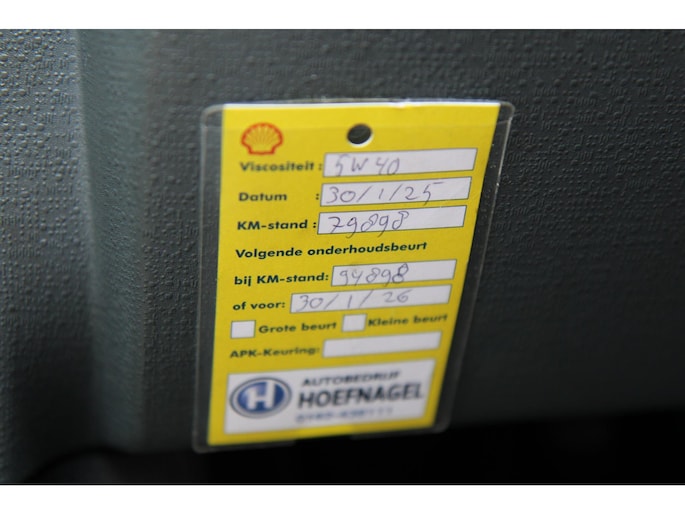 Viscositeit: 5W40
Datum : 30/1/25
KM-stand : 79898
Volgende onderhoudsbeurt
bij KM-stand: 94898
of voor: 30/1/26
Grote beurt Kleine beurt
APK-Keuring:
AUTOBEDRIJF
H HOEFNAGEL